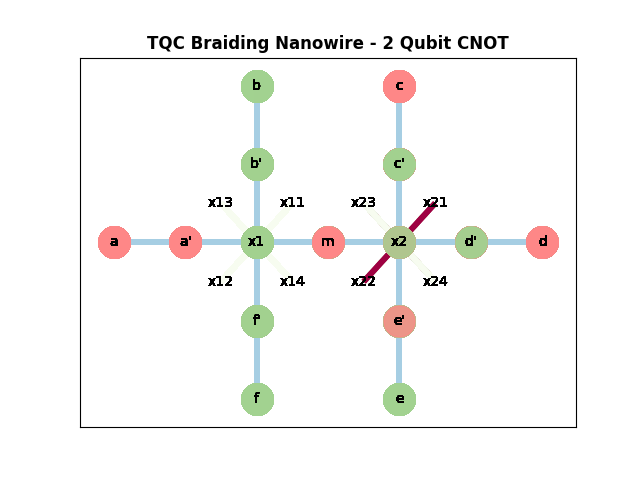 TQC Braiding Nanowire - 2 Qubit CNOT
b c
b' c'
x13 x11 x23 x21
a a' x1 m x2 d' d
x12 x14 x22 x24
f' e'
f e